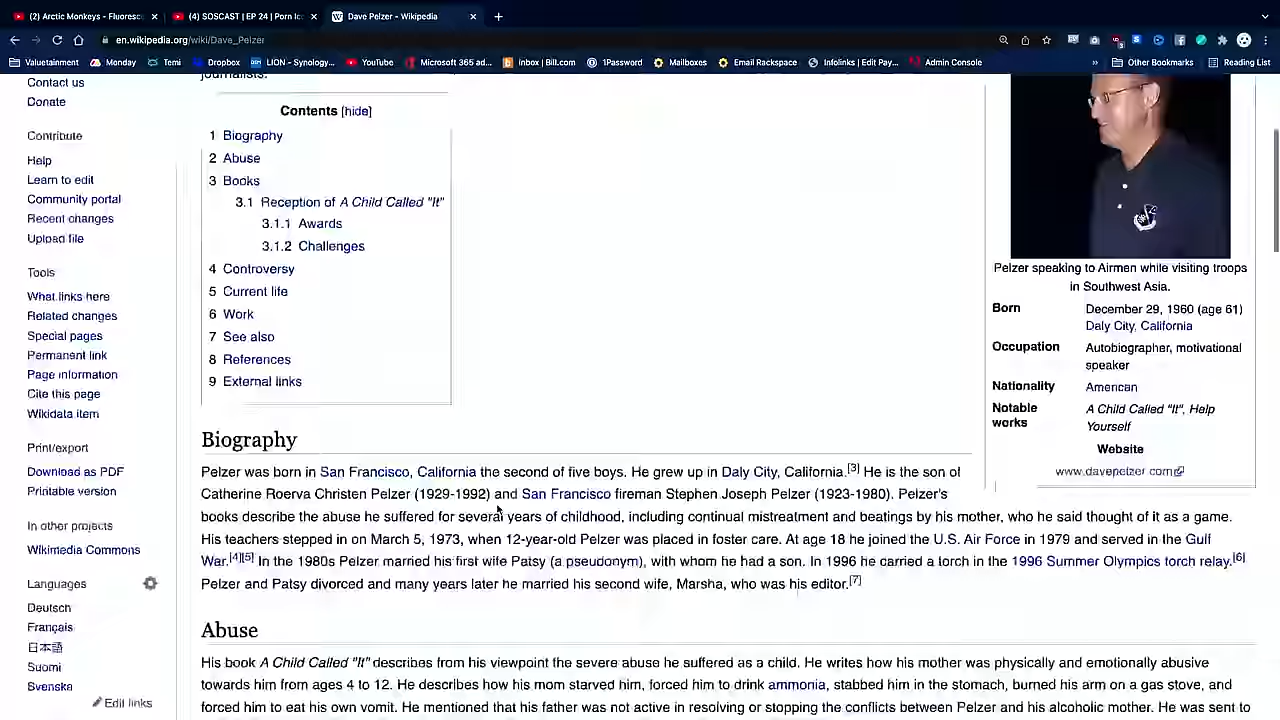 (2) Arctic Monkeys - Fluoresc
(4) SOSCAST | EP 24 | Porn Ic
Dave Pelzer - Wikipedia
en.wikipedia.org/wiki/Dave_Pelzer
Valuetainment
Monday
Temi
Dropbox
LION - Synology...
YouTube
Microsoft 365 ad...
Inbox | Bill.com
1Password
Mailboxes
Email Rackspace
Infolinks | Edit Pay...
Admin Console
»
Other Bookmarks
Reading List
Contact us
Donate
Contribute
Help
Learn to edit
Community portal
Recent changes
Upload file
Tools
What links here
Related changes
Special pages
Permanent link
Page information
Cite this page
Wikidata item
Print/export
Download as PDF
Printable version
In other projects
Wikimedia Commons
Languages
Deutsch
Français
日本語
Suomi
Svenska
Edit links
journalists.
Contents [hide]
1 Biography
2 Abuse
3 Books
3.1 Reception of A Child Called "It"
3.1.1 Awards
3.1.2 Challenges
4 Controversy
5 Current life
6 Work
7 See also
8 References
9 External links
Pelzer speaking to Airmen while visiting troops
in Southwest Asia.
Born December 29, 1960 (age 61)
Daly City, California
Occupation Autobiographer, motivational
speaker
Nationality American
Notable A Child Called "It", Help
works Yourself
Website
www.davepelzer.com
Biography
Pelzer was born in San Francisco, California the second of five boys. He grew up in Daly City, California.[3] He is the son of
Catherine Roerva Christen Pelzer (1929-1992) and San Francisco fireman Stephen Joseph Pelzer (1923-1980). Pelzer's
books describe the abuse he suffered for several years of childhood, including continual mistreatment and beatings by his mother, who he said thought of it as a game.
His teachers stepped in on March 5, 1973, when 12-year-old Pelzer was placed in foster care. At age 18 he joined the U.S. Air Force in 1979 and served in the Gulf
War.[4][5] In the 1980s Pelzer married his first wife Patsy (a pseudonym), with whom he had a son. In 1996 he carried a torch in the 1996 Summer Olympics torch relay.[6]
Pelzer and Patsy divorced and many years later he married his second wife, Marsha, who was his editor.[7]
Abuse
His book A Child Called "It" describes from his viewpoint the severe abuse he suffered as a child. He writes how his mother was physically and emotionally abusive
towards him from ages 4 to 12. He describes how his mom starved him, forced him to drink ammonia, stabbed him in the stomach, burned his arm on a gas stove, and
forced him to eat his own vomit. He mentioned that his father was not active in resolving or stopping the conflicts between Pelzer and his alcoholic mother. He was sent to